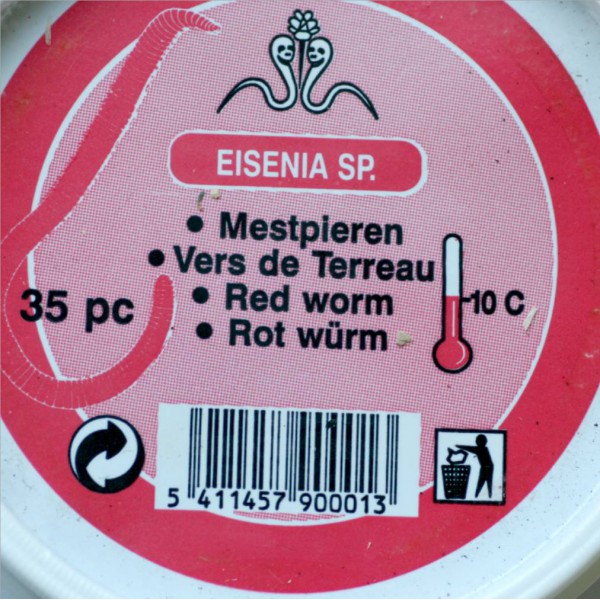 EISENIA SP.
• Mestpieren
• Vers de Terreau
35 pc
• Red worm
10 C
• Rot würm
5 411457 900013